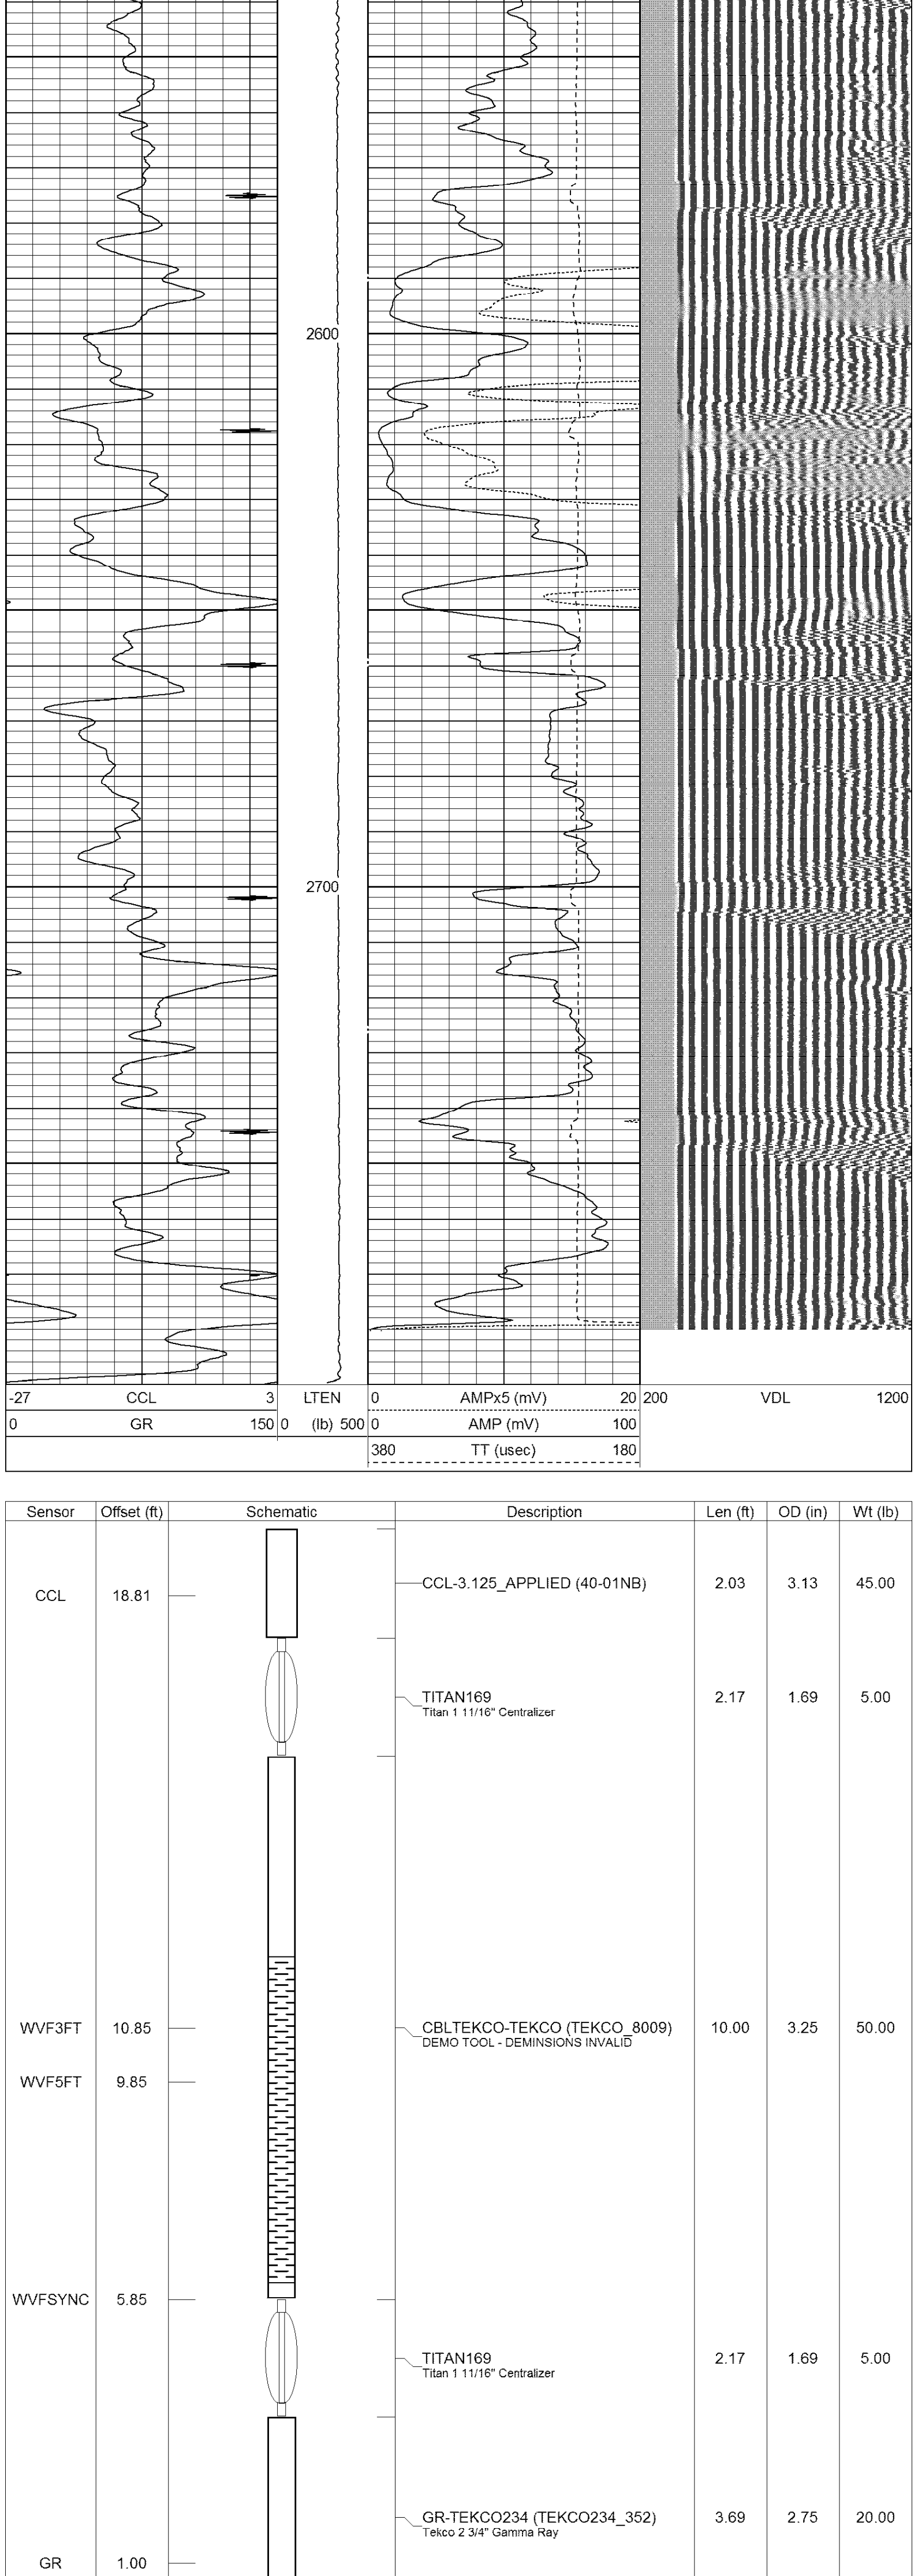 2600
2700
-27 CCL 3 LTEN 0 AMPx5 (mV) 20 200 VDL 1200
0 GR 150 0 (lb) 500 0 AMP (mV) 100
380 TT (usec) 180
Sensor Offset (ft) Schematic Description Len (ft) OD (in) Wt (lb)
CCL-3.125_APPLIED (40-01NB) 2.03 3.13 45.00
CCL 18.81
TITAN169 2.17 1.69 5.00
Titan 1 11/16" Centralizer
WVF3FT 10.85 CBLTEKCO-TEKCO (TEKCO_8009) 10.00 3.25 50.00
DEMO TOOL - DEMINSIONS INVALID
WVF5FT 9.85
WVFSYNC 5.85
TITAN169 2.17 1.69 5.00
Titan 1 11/16" Centralizer
GR-TEKCO234 (TEKCO234_352) 3.69 2.75 20.00
Tekco 2 3/4" Gamma Ray
GR 1.00